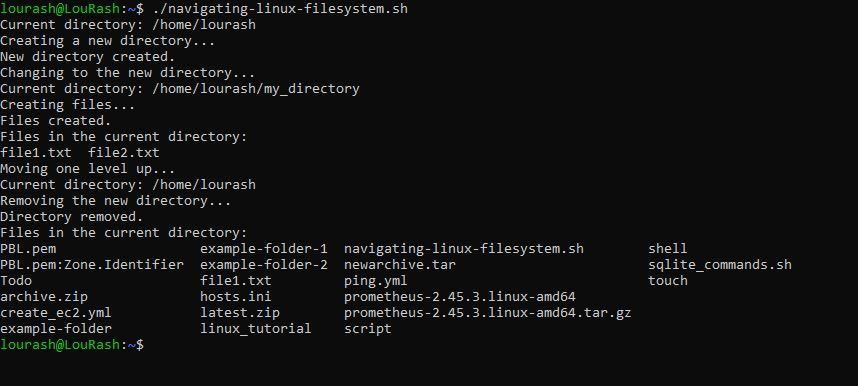 lourash@LouRash:~$ ./navigating-linux-filesystem.sh
Current directory: /home/lourash
Creating a new directory...
New directory created.
Changing to the new directory...
Current directory: /home/lourash/my_directory
Creating files...
Files created.
Files in the current directory:
file1.txt  file2.txt
Moving one level up...
Current directory: /home/lourash
Removing the new directory...
Directory removed.
Files in the current directory:
PBL.pem                  example-folder-1  navigating-linux-filesystem.sh        shell
PBL.pem:Zone.Identifier  example-folder-2  newarchive.tar                        sqlite_commands.sh
Todo                     file1.txt         ping.yml                              touch
archive.zip              hosts.ini         prometheus-2.45.3.linux-amd64
create_ec2.yml           latest.zip        prometheus-2.45.3.linux-amd64.tar.gz
example-folder           linux_tutorial    script
lourash@LouRash:~$